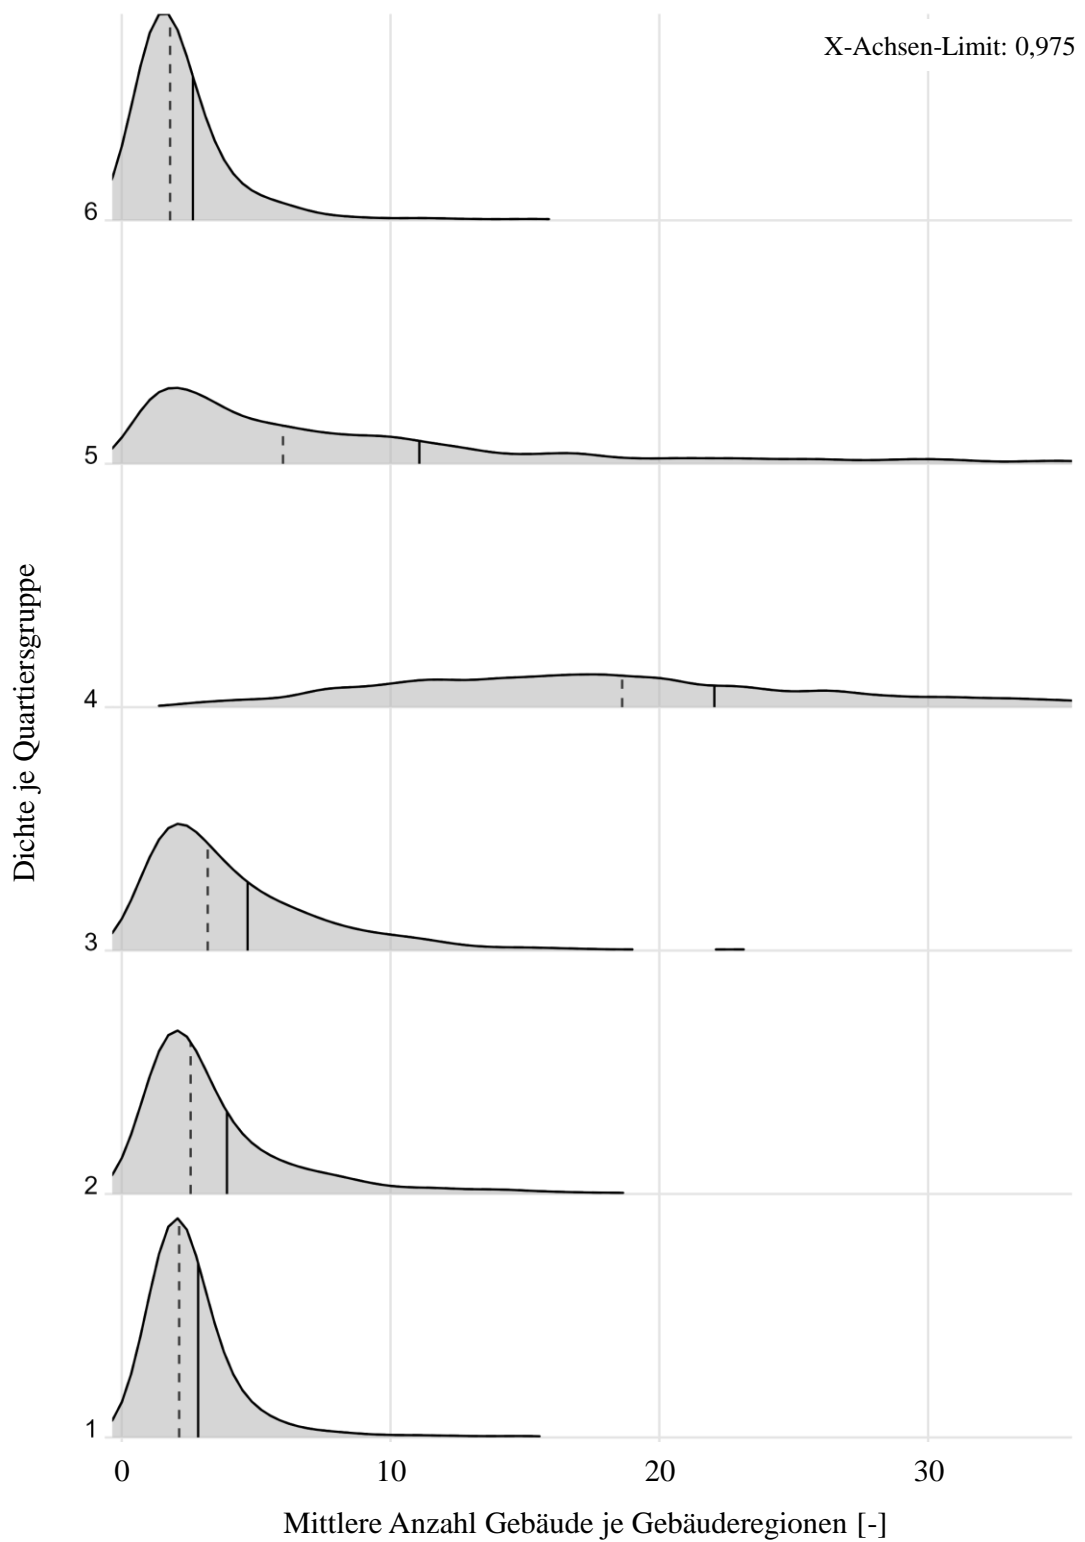 X-Achsen-Limit: 0,975
6
5
4
3
2
1
Dichte je Quartiersgruppe
0 10 20 30
Mittlere Anzahl Gebäude je Gebäuderegionen [-]